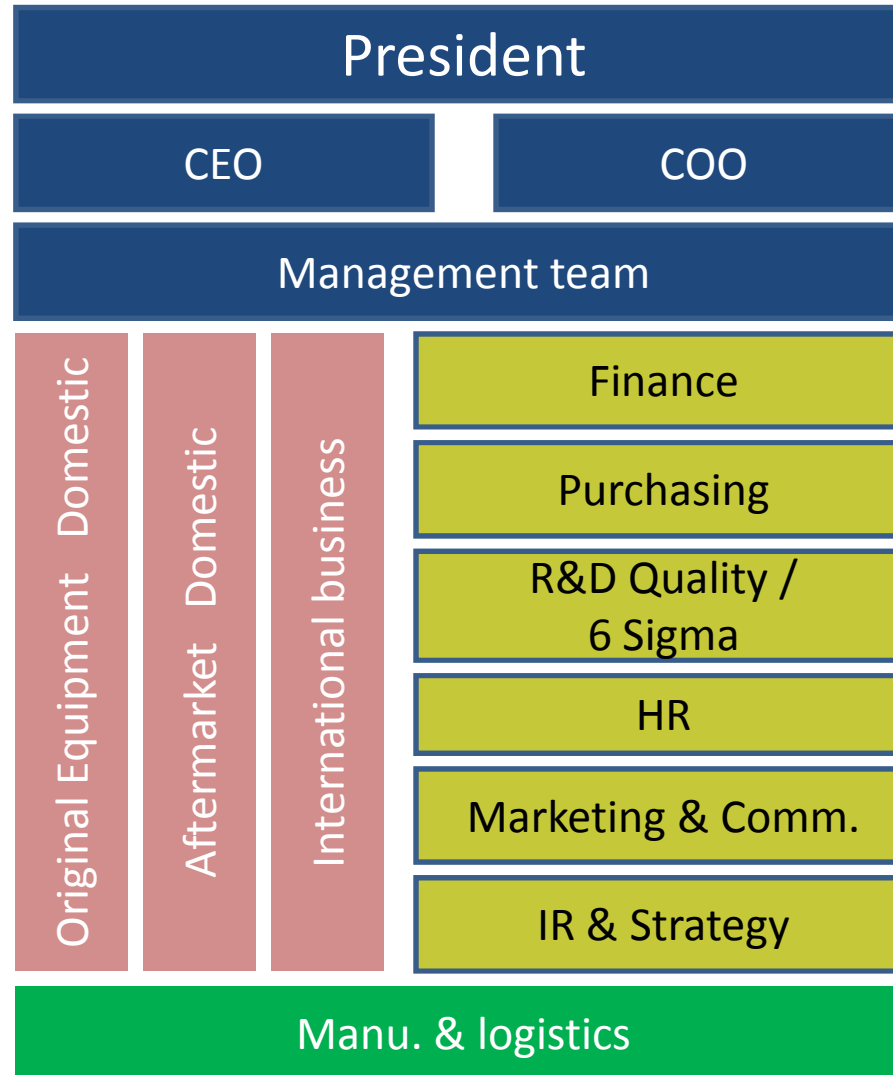 President
CEO
COO
Management team
Original Equipment Domestic
Aftermarket Domestic
International business
Finance
Purchasing
R&D Quality /
6 Sigma
HR
Marketing & Comm.
IR & Strategy
Manu. & logistics